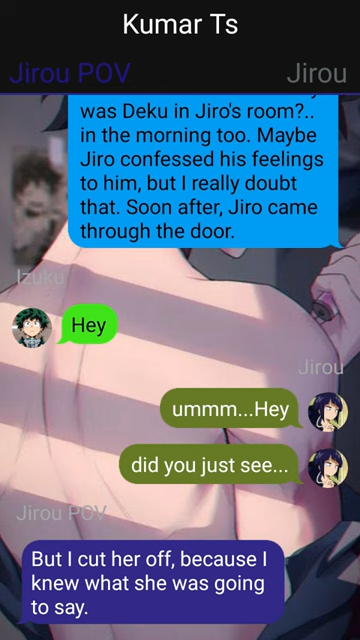 Kumar Ts
Jirou POV
Jirou
was Deku in Jiro's room?..
in the morning too. Maybe
Jiro confessed his feelings
to him, but I really doubt
that. Soon after, Jiro came
through the door.
Izuku
Hey
Jirou
ummm...Hey
did you just see...
Jirou POV
But I cut her off, because I
knew what she was going
to say.